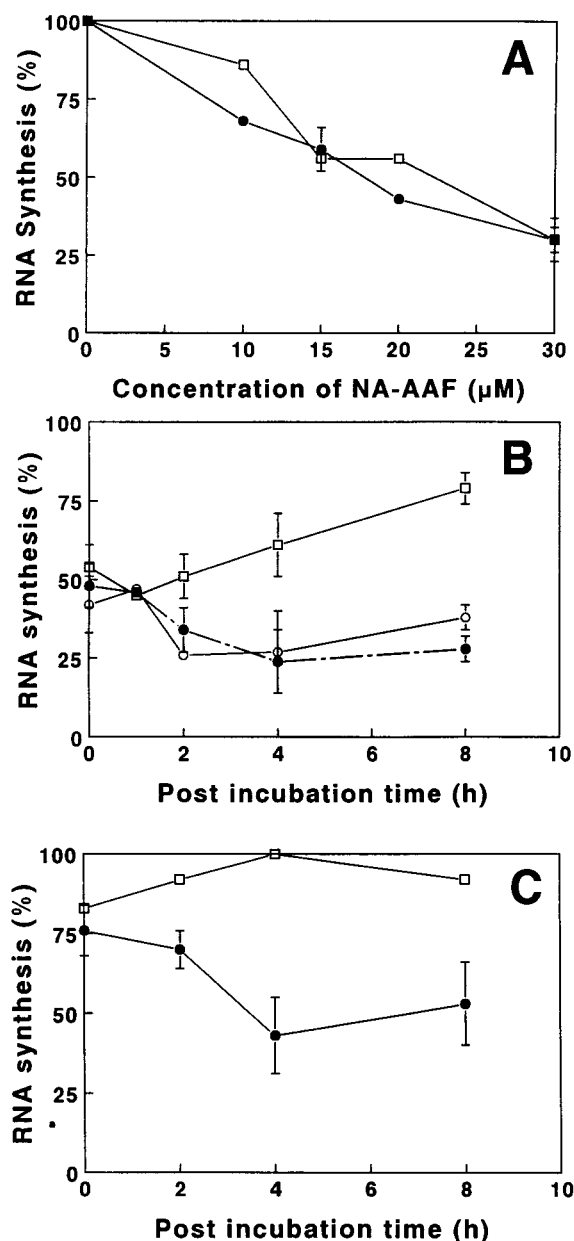 A
RNA Synthesis (%)
100
75
50
25
0
0 5 10 15 20 25 30
Concentration of NA-AAF (µM)
B
RNA synthesis (%)
100
75
50
25
0
0 2 4 6 8 10
Post incubation time (h)
C
RNA synthesis (%)
100
75
50
25
0
0 2 4 6 8 10
Post incubation time (h)